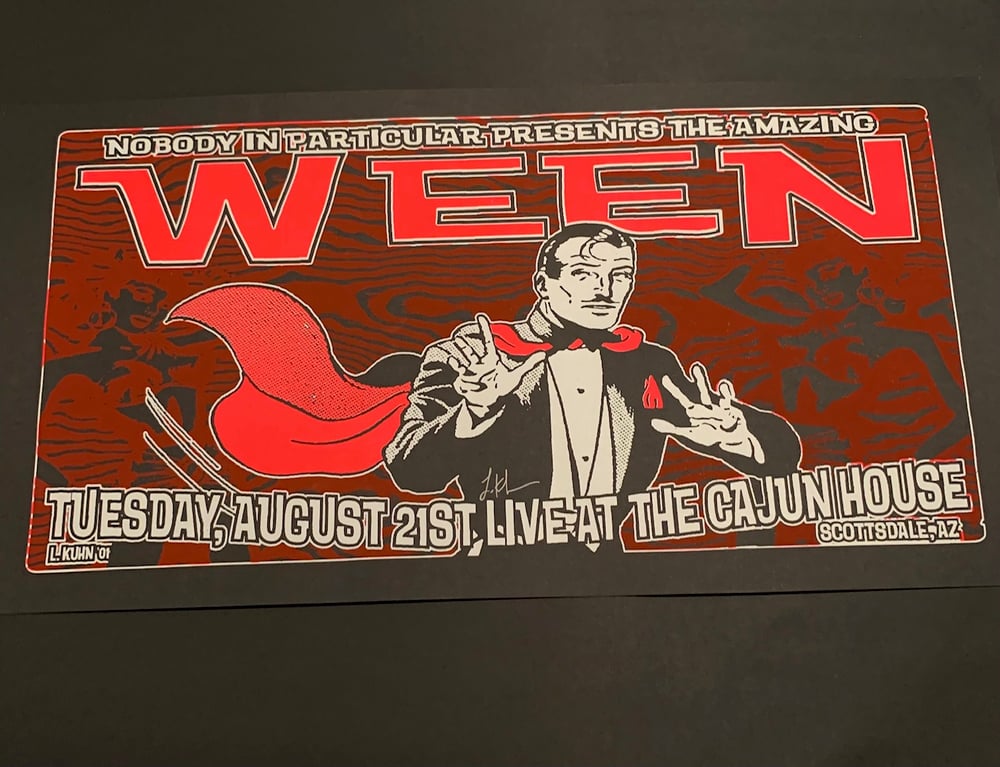 NOBODY IN PARTICULAR PRESENTS THE AMAZING
WEEN
TUESDAY, AUGUST 21ST, LIVE AT THE CAJUN HOUSE
L. KUHN '01
SCOTTSDALE, AZ